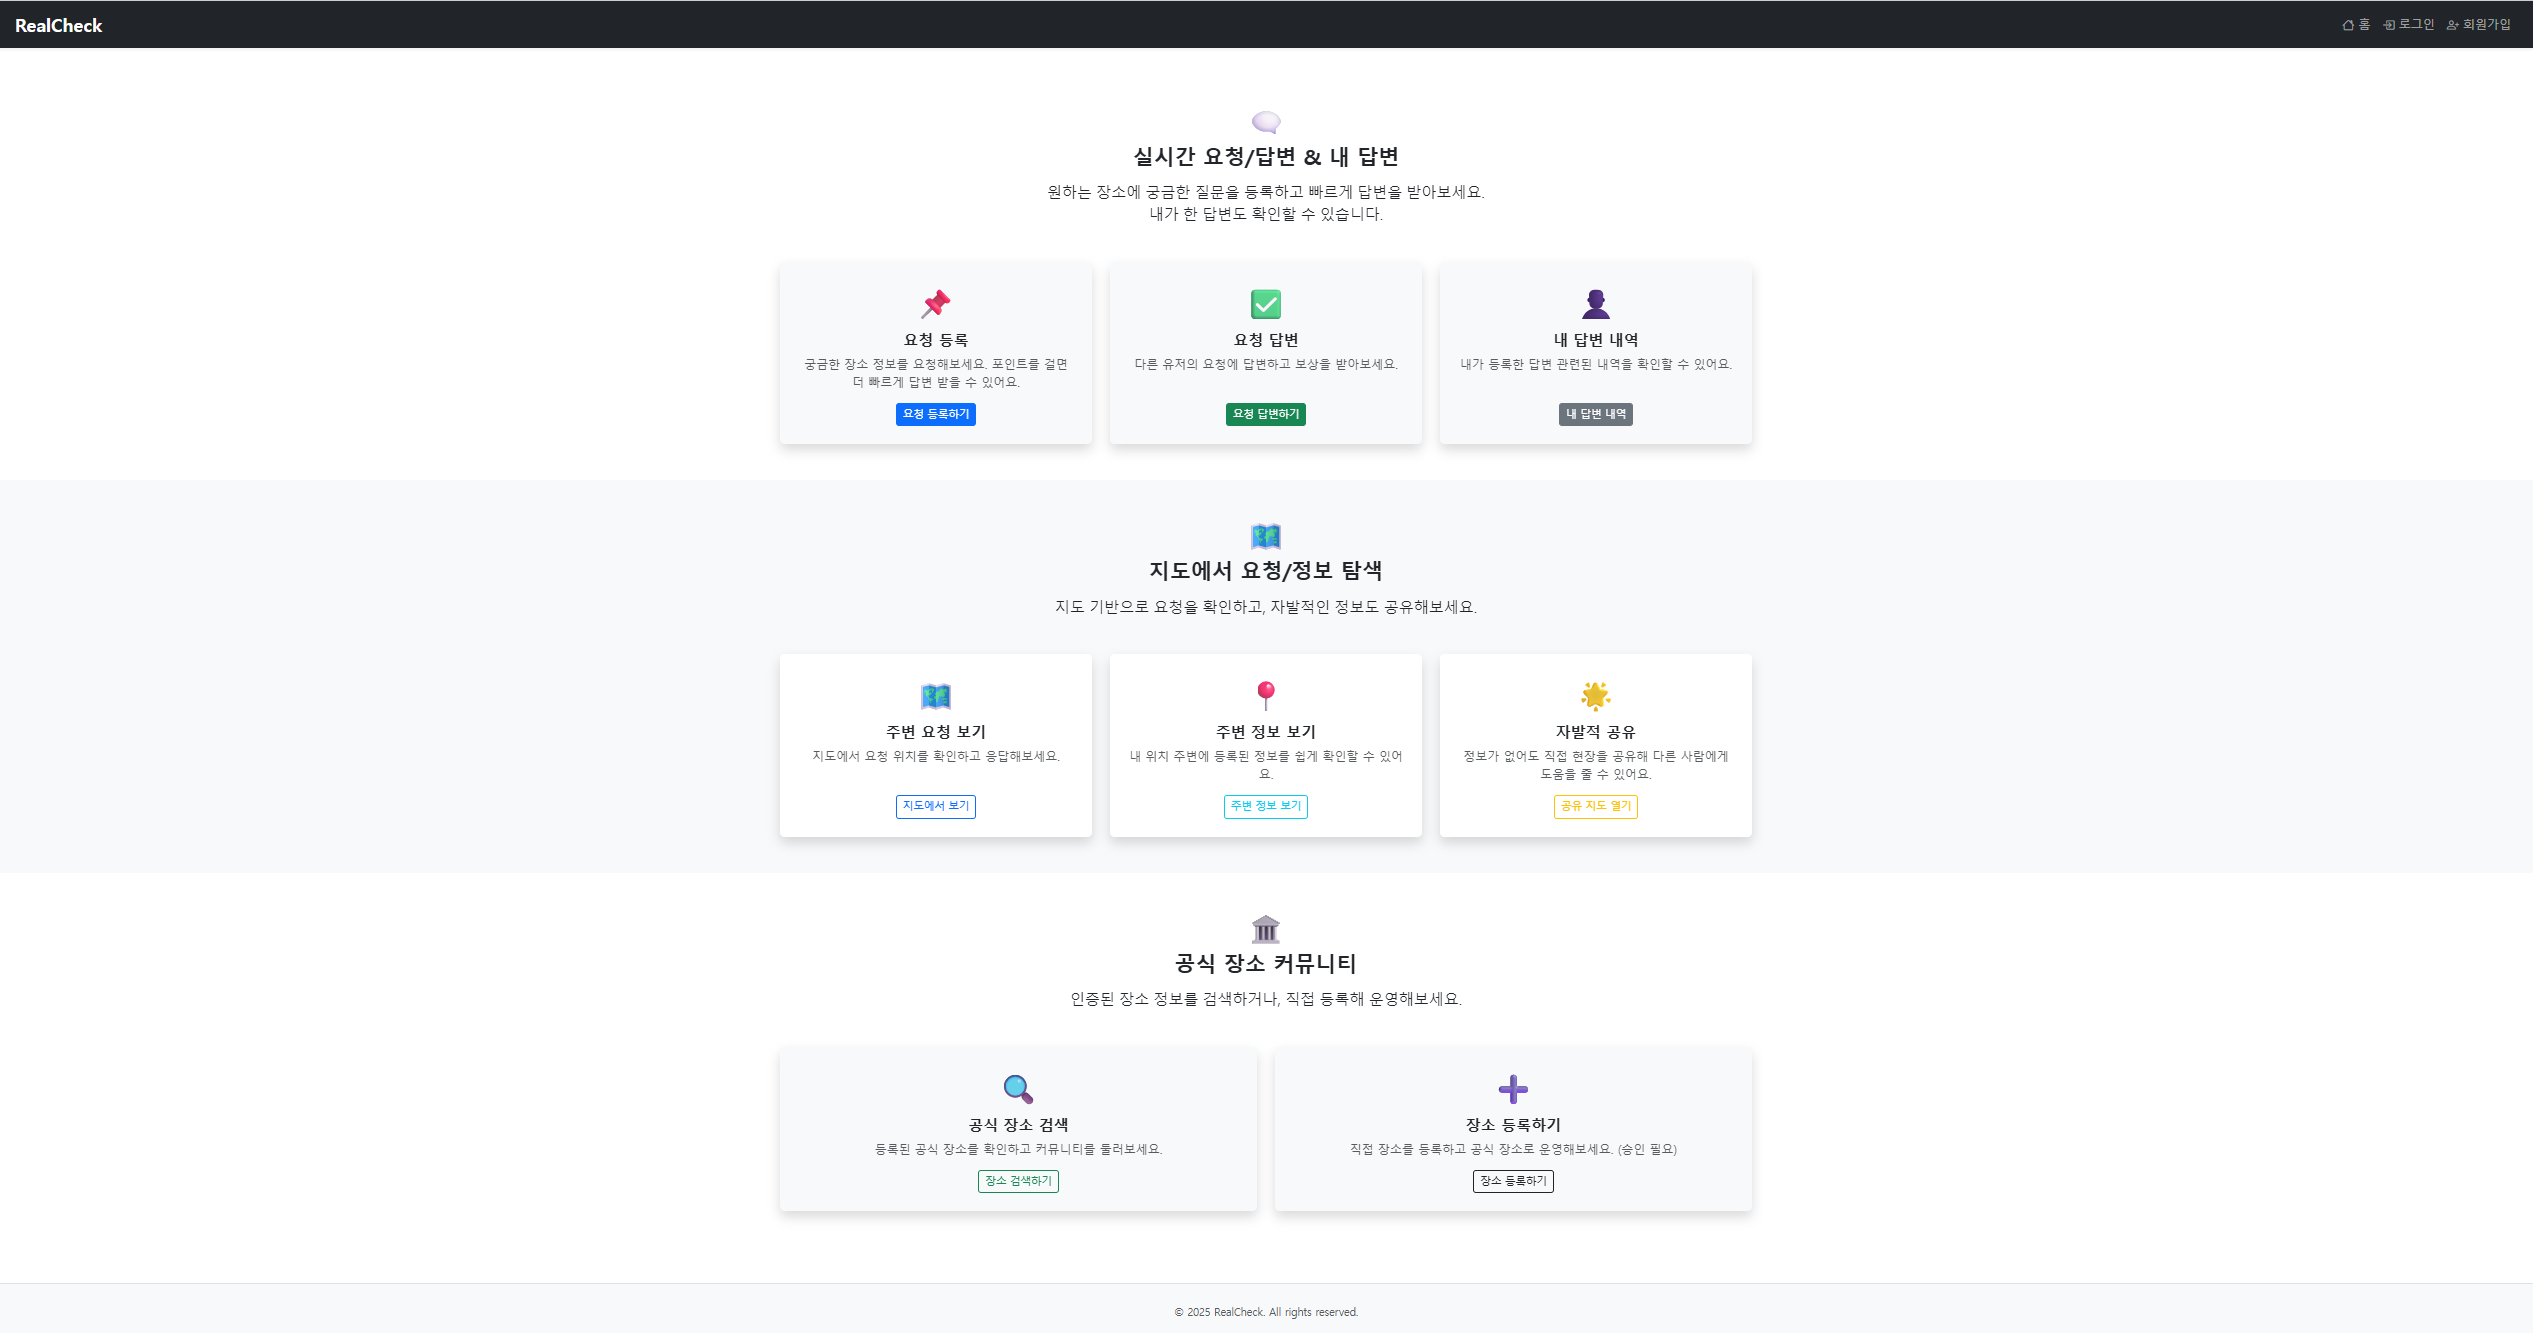 RealCheck
홈 로그인 회원가입
실시간 요청/답변 & 내 답변
원하는 장소에 궁금한 질문을 등록하고 빠르게 답변을 받아보세요.
내가 한 답변도 확인할 수 있습니다.
요청 등록
궁금한 장소 정보를 요청해보세요. 포인트를 걸면
더 빠르게 답변 받을 수 있어요.
요청 등록하기
요청 답변
다른 유저의 요청에 답변하고 보상을 받아보세요.
요청 답변하기
내 답변 내역
내가 등록한 답변 관련된 내역을 확인할 수 있어요.
내 답변 내역
지도에서 요청/정보 탐색
지도 기반으로 요청을 확인하고, 자발적인 정보도 공유해보세요.
주변 요청 보기
지도에서 요청 위치를 확인하고 응답해보세요.
지도에서 보기
주변 정보 보기
내 위치 주변에 등록된 정보를 쉽게 확인할 수 있어
요.
주변 정보 보기
자발적 공유
정보가 없어도 직접 현장을 공유해 다른 사람에게
도움을 줄 수 있어요.
공유 지도 열기
공식 장소 커뮤니티
인증된 장소 정보를 검색하거나, 직접 등록해 운영해보세요.
공식 장소 검색
등록된 공식 장소를 확인하고 커뮤니티를 둘러보세요.
장소 검색하기
장소 등록하기
직접 장소를 등록하고 공식 장소로 운영해보세요. (승인 필요)
장소 등록하기
© 2025 RealCheck. All rights reserved.